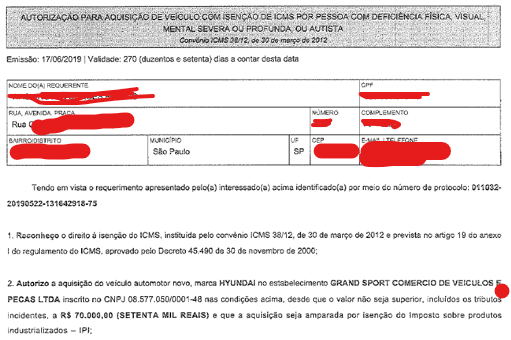 AUTORIZAÇÃO PARA AQUISIÇÃO DE VEÍCULO COM ISENÇÃO DE ICMS POR PESSOA COM DEFICIÊNCIA FÍSICA, VISUAL,
MENTAL SEVERA OU PROFUNDA, OU AUTISTA
Convênio ICMS 38/12, de 30 de março de 2012
Emissão: 17/06/2019 | Validade: 270 (duzentos e setenta) dias a contar desta data
NOME DO(A) REQUERENTE CPF
RUA, AVENIDA, PRAÇA NÚMERO COMPLEMENTO
Rua
BAIRRO/DISTRITO MUNICÍPIO UF CEP E-MAIL / TELEFONE
São Paulo SP
Tendo em vista o requerimento apresentado pelo(a) interessado(a) acima identificado(a) por meio do número de protocolo: 011032-
20190522-131642918-75
1. Reconheço o direito à isenção do ICMS, instituída pelo convênio ICMS 38/12, de 30 de março de 2012 e prevista no artigo 19 do anexo
I do regulamento do ICMS, aprovado pelo Decreto 45.490 de 30 de novembro de 2000;
2. Autorizo a aquisição do veículo automotor novo, marca HYUNDAI no estabelecimento GRAND SPORT COMERCIO DE VEICULOS E
PECAS LTDA inscrito no CNPJ 08.577.050/0001-48 nas condições acima, desde que o valor não seja superior, incluídos os tributos
incidentes, a R$ 70.000,00 (SETENTA MIL REAIS) e que a aquisição seja amparada por isenção do Imposto sobre produtos
industrializados – IPI;